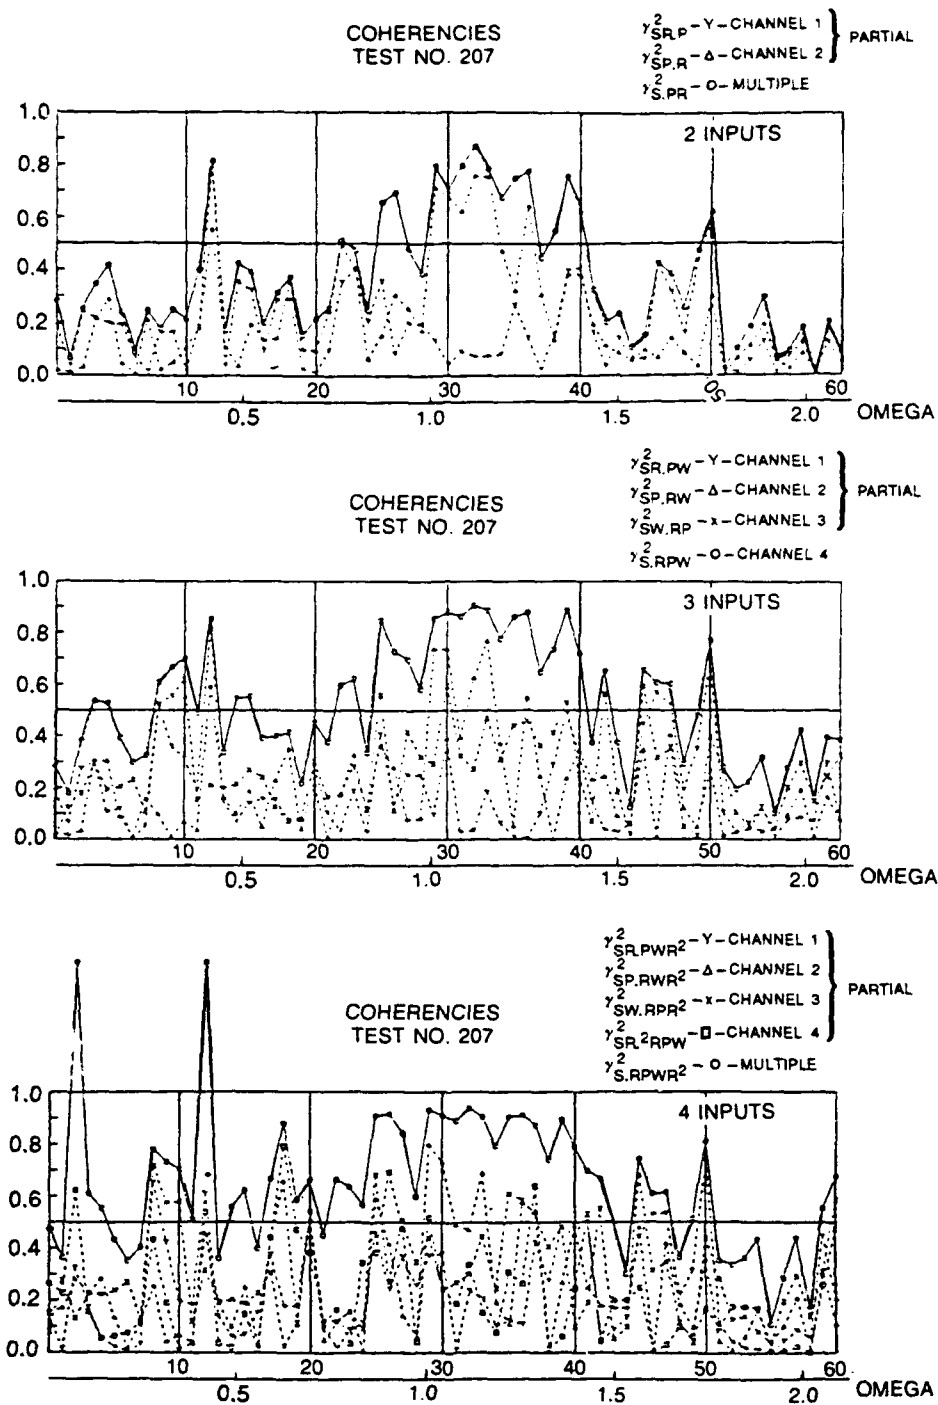 COHERENCIES
TEST NO. 207
γ²SR.P – Y – CHANNEL 1
γ²SP.R – Δ – CHANNEL 2
} PARTIAL
γ²S.PR – O – MULTIPLE
2 INPUTS
1.0
0.8
0.6
0.4
0.2
0.0
10 20 30 40 50 60
0.5 1.0 1.5 2.0 OMEGA
COHERENCIES
TEST NO. 207
γ²SR.PW – Y – CHANNEL 1
γ²SP.RW – Δ – CHANNEL 2
γ²SW.RP – x – CHANNEL 3
} PARTIAL
γ²S.RPW – O – CHANNEL 4
3 INPUTS
1.0
0.8
0.6
0.4
0.2
0.0
10 20 30 40 50 60
0.5 1.0 1.5 2.0 OMEGA
COHERENCIES
TEST NO. 207
γ²SR.PWR² – Y – CHANNEL 1
γ²SP.RWR² – Δ – CHANNEL 2
γ²SW.RPR² – x – CHANNEL 3
γ²SR.²RPW – □ – CHANNEL 4
} PARTIAL
γ²S.RPWR² – O – MULTIPLE
4 INPUTS
1.0
0.8
0.6
0.4
0.2
0.0
10 20 30 40 50 60
0.5 1.0 1.5 2.0 OMEGA